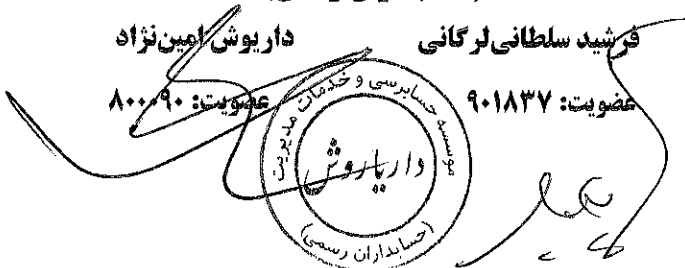 فرشید سلطانی‌لرگانی
داریوش امین‌نژاد
عضویت: ۹۰۱۸۳۷
عضویت: ۸۰۰۰۹۰
موسسه حسابرسی و خدمات مدیریت
داریاروش
(حسابداران رسمی)